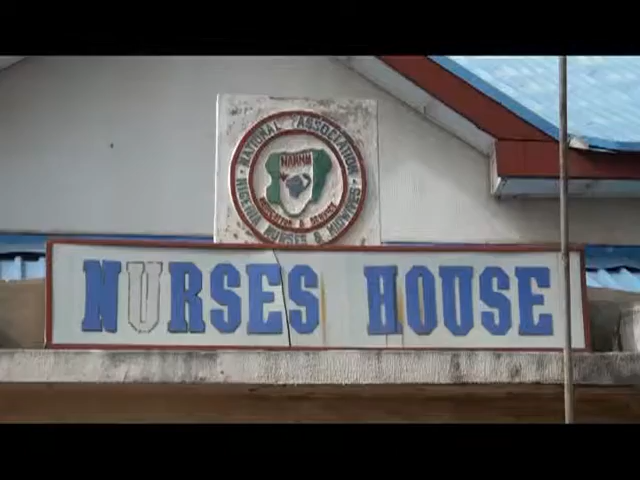 NATIONAL ASSOCIATION
NIGERIA NURSES & MIDWIVES
NANNM
NURSES HOUSE